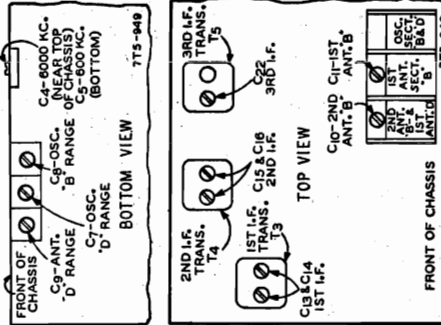 FRONT OF
CHASSIS
C9-ANT.
"D" RANGE
C7-OSC.
"D" RANGE
C8-OSC.
"B" RANGE
C4-6000 KC.
(NEAR TOP
OF CHASSIS)
C5-600 KC.
(BOTTOM)
BOTTOM VIEW
7T5-949
3RD I.F.
TRANS.
T5
C22
3RD I.F.
2ND I.F.
TRANS.
T4
C15 & C16
2ND I.F.
1ST I.F.
TRANS.
T3
C13 & C14
1ST I.F.
TOP VIEW
C10-2ND
ANT. "B"
C11-1ST
ANT. "B"
2ND
ANT.
"B" &
1ST
ANT. D
1ST
ANT.
SECT.
"B"
OSC.
SECT.
B&D
FRONT OF CHASSIS